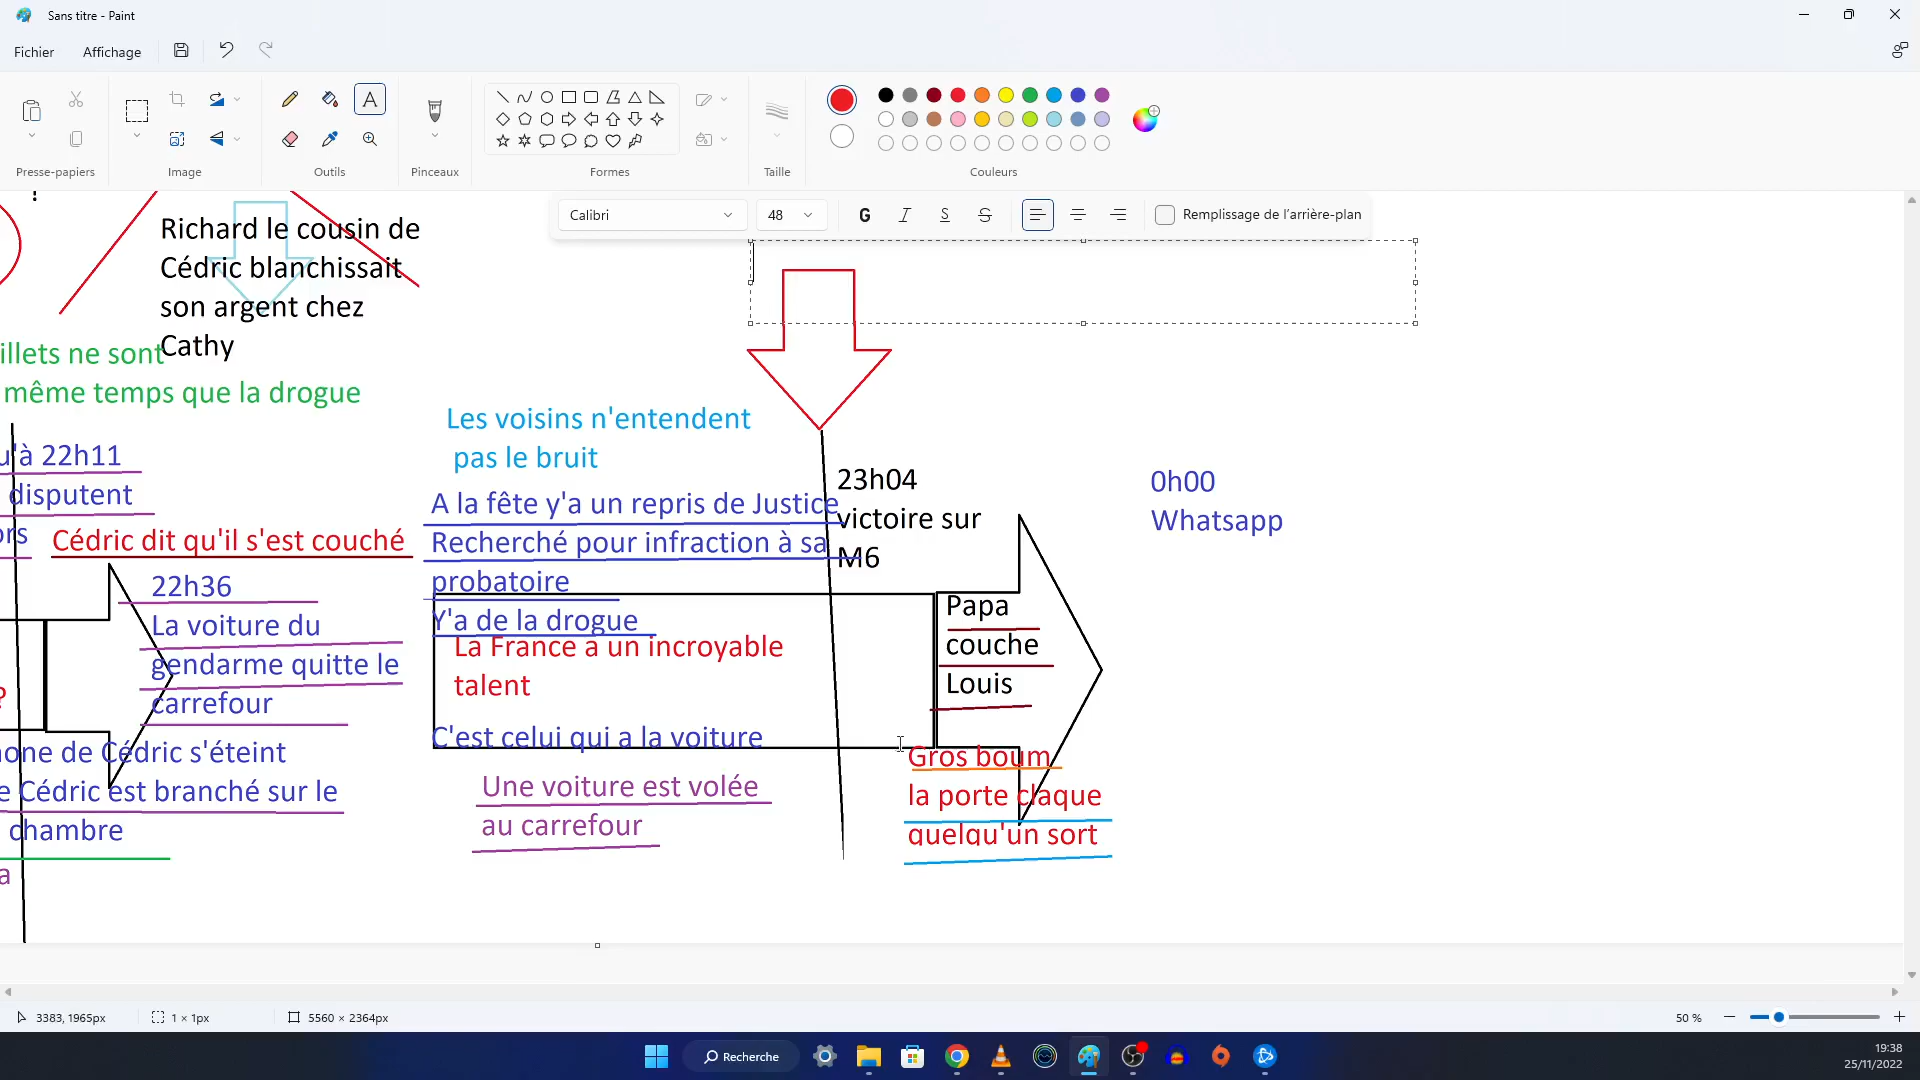 Sans titre - Paint
Fichier
Affichage
Presse-papiers
Image
Outils
Pinceaux
Formes
Taille
Couleurs
Calibri
48
G
I
S
S
Remplissage de l'arrière-plan
!
Richard le cousin de
Cédric blanchissait
son argent chez
Cathy
illets ne sont
même temps que la drogue
Les voisins n'entendent
pas le bruit
u'à 22h11
disputent
ors
Cédric dit qu'il s'est couché
A la fête y'a un repris de Justice
Recherché pour infraction à sa
probatoire
Y'a de la drogue
23h04
victoire sur
M6
0h00
Whatsapp
22h36
La voiture du
gendarme quitte le
carrefour
La France a un incroyable
talent
Papa
couche
Louis
?
C'est celui qui a la voiture
one de Cédric s'éteint
e Cédric est branché sur le
chambre
a
Une voiture est volée
au carrefour
Gros boum
la porte claque
quelqu'un sort
3383, 1965px
1 × 1px
5560 × 2364px
50 %
Recherche
19:38
25/11/2022